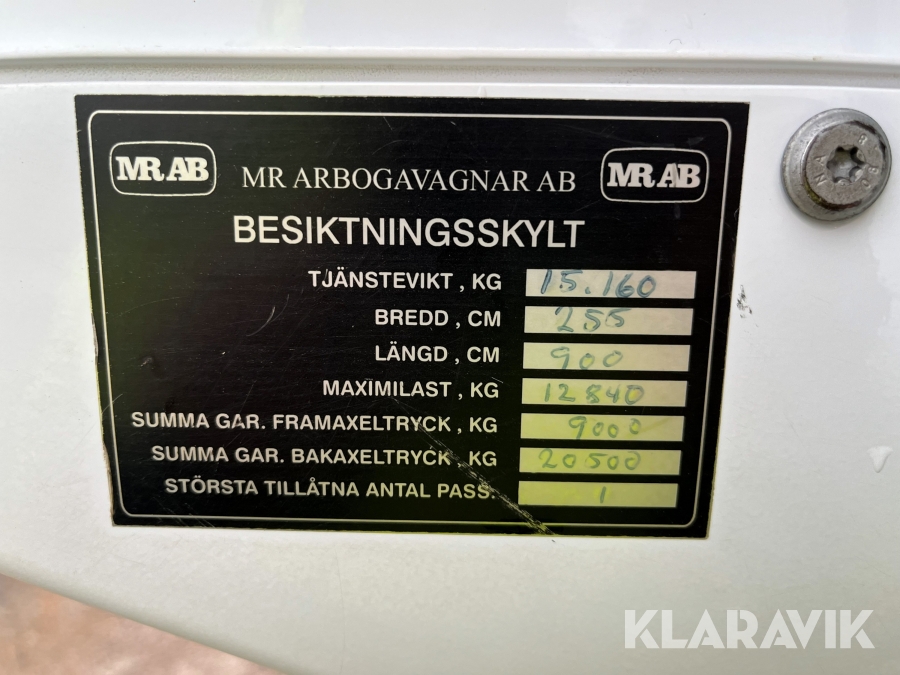 MR AB MR ARBOGAVAGNAR AB MR AB
BESIKTNINGSSKYLT
TJÄNSTEVIKT, KG 15.160
BREDD, CM 255
LÄNGD, CM 900
MAXIMILAST, KG 12840
SUMMA GAR. FRAMAXELTRYCK, KG 9000
SUMMA GAR. BAKAXELTRYCK, KG 20500
STÖRSTA TILLÅTNA ANTAL PASS. 1
KLARAVIK